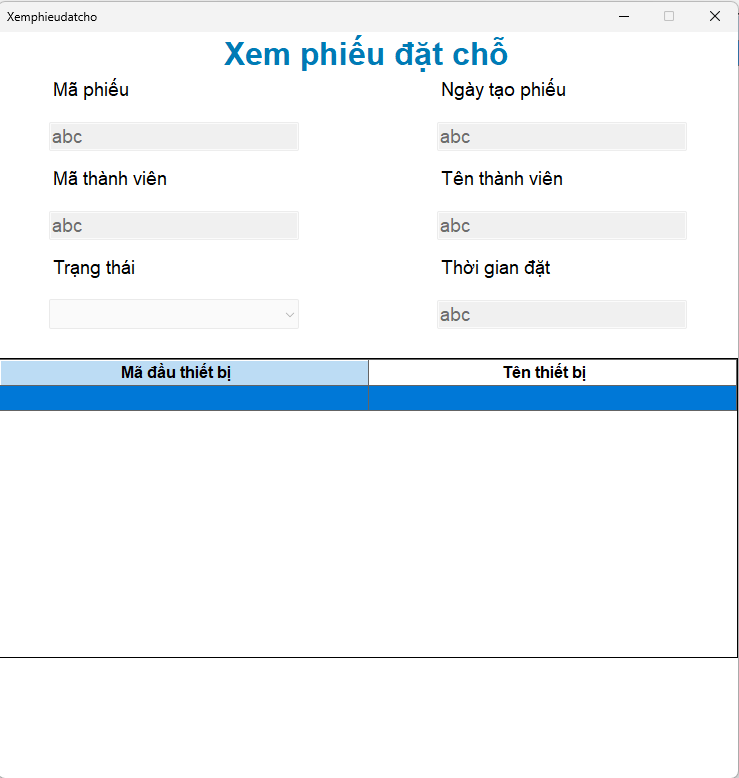 Xemphieudatcho
Xem phiếu đặt chỗ
Mã phiếu
Ngày tạo phiếu
abc
abc
Mã thành viên
Tên thành viên
abc
abc
Trạng thái
Thời gian đặt
abc
Mã đầu thiết bị
Tên thiết bị